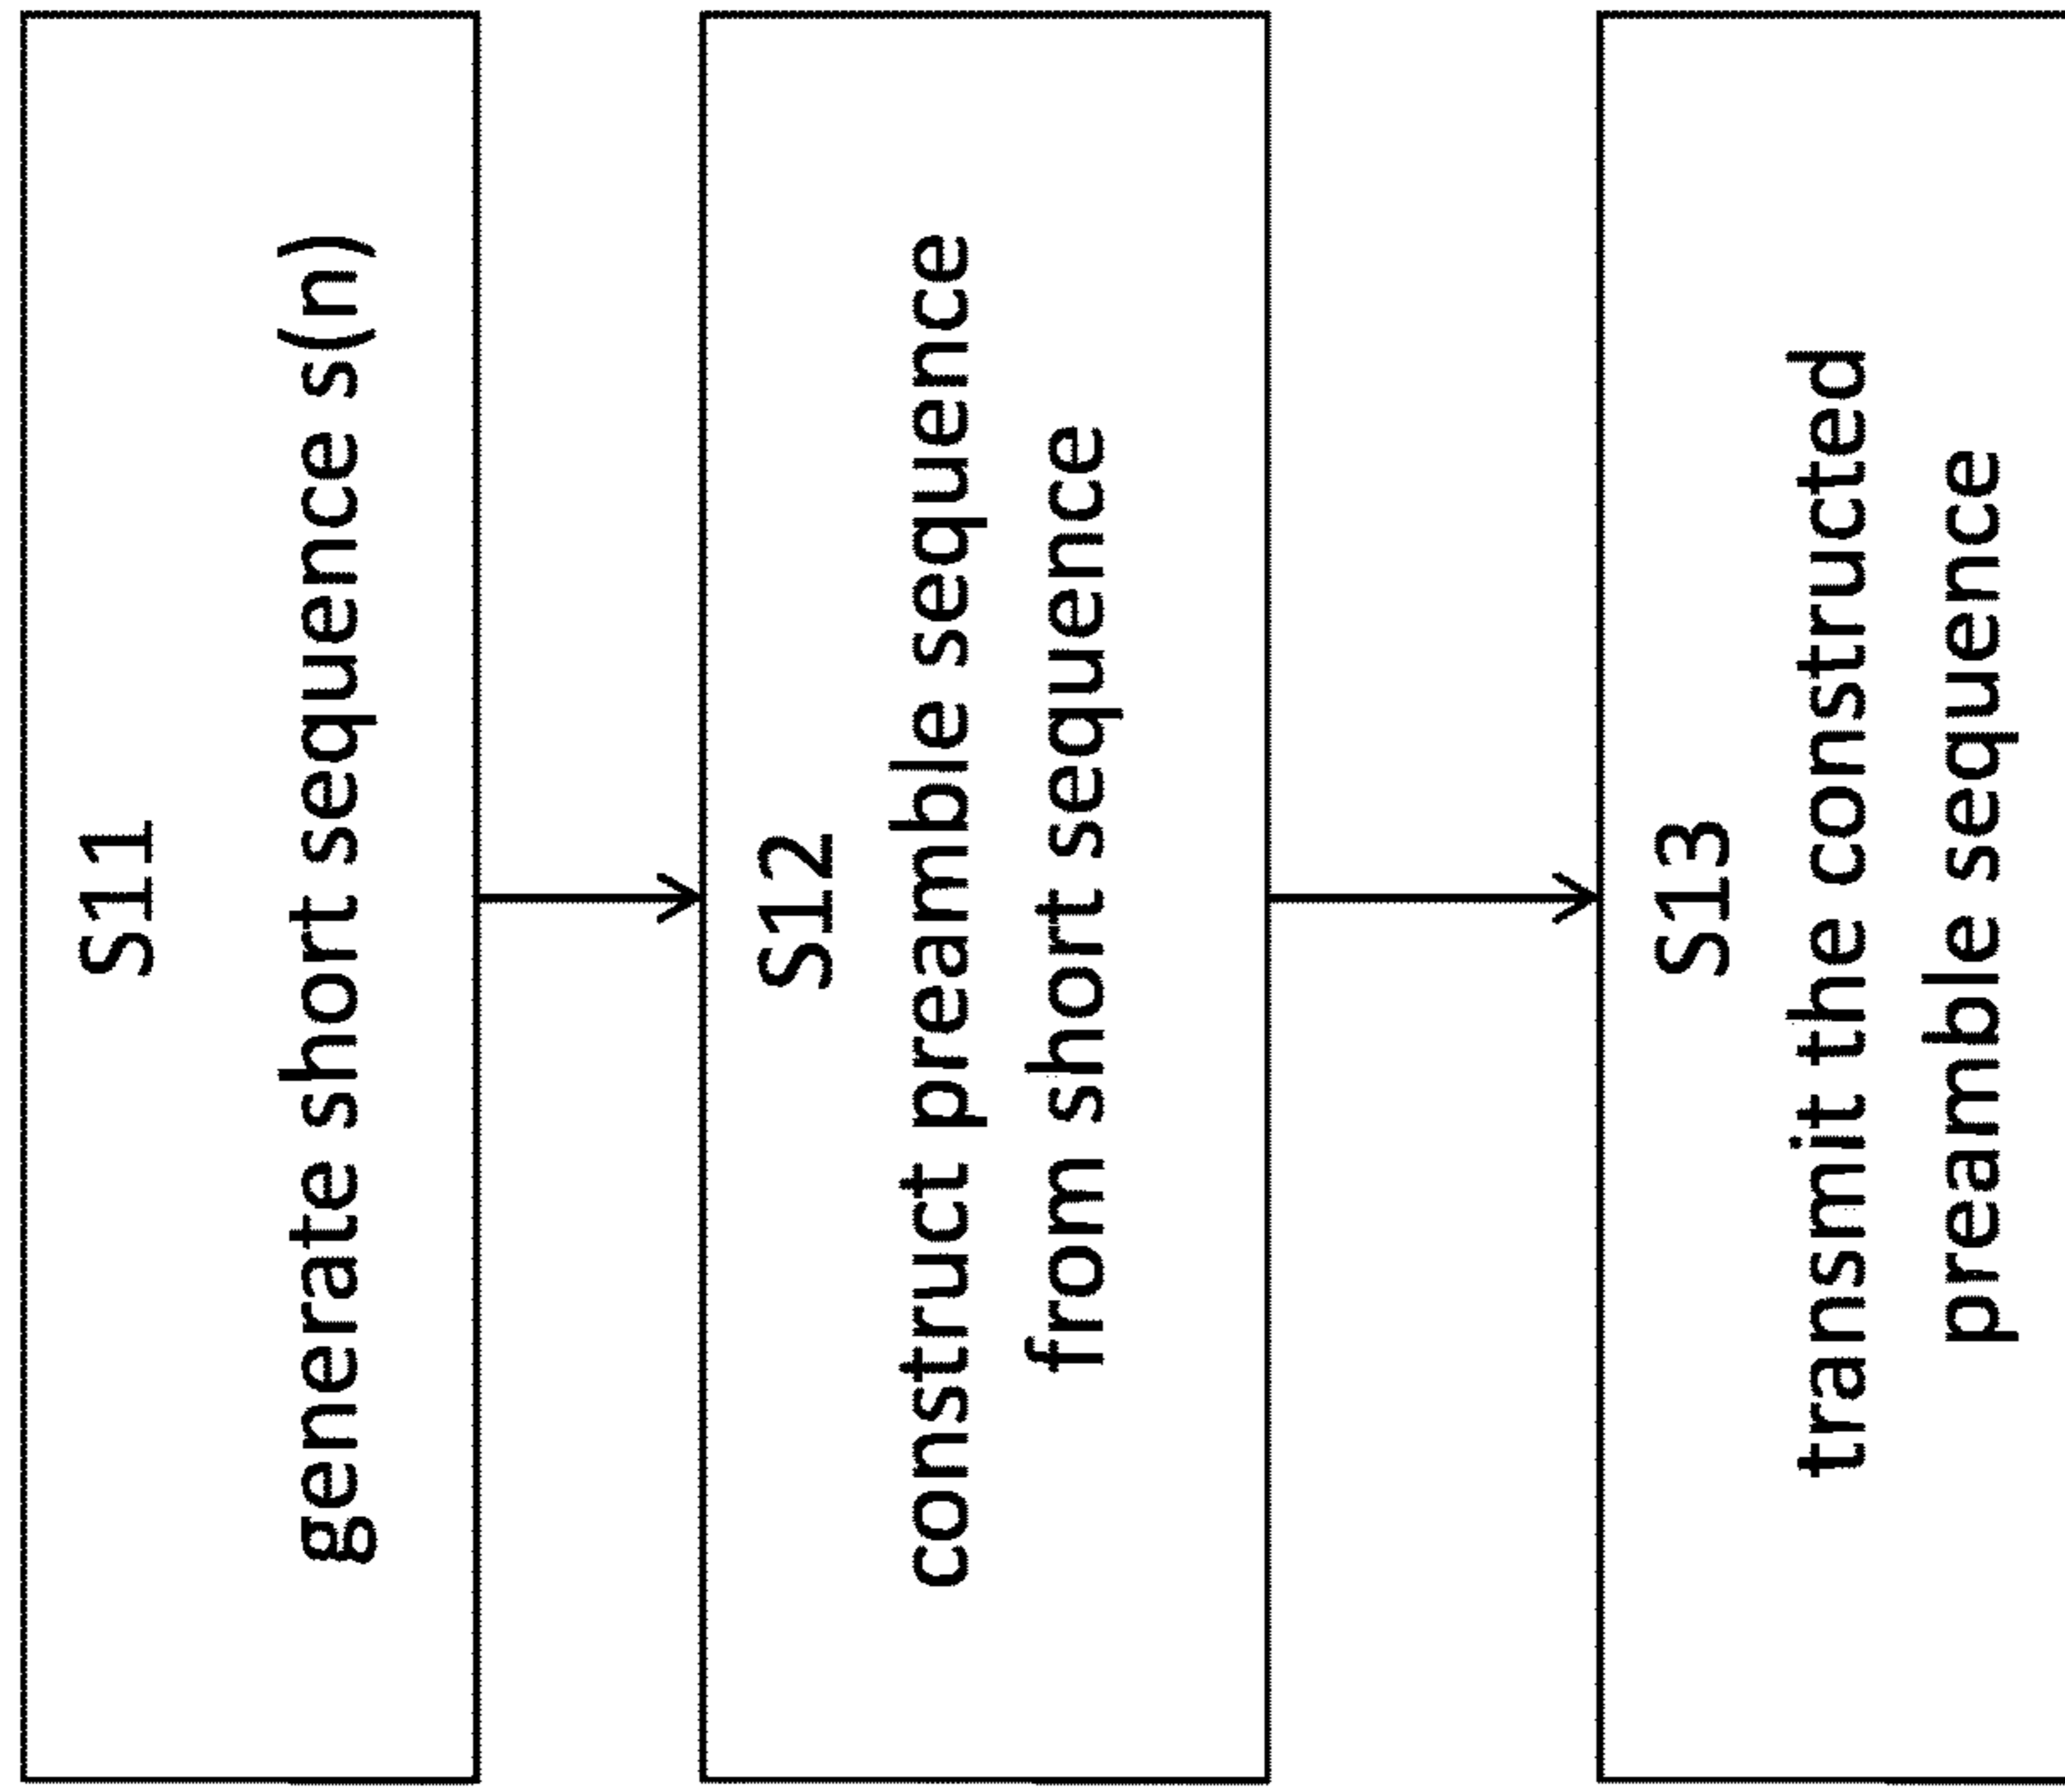 S11
generate short sequence s(n)
S12
construct preamble sequence
from short sequence
S13
transmit the constructed
preamble sequence